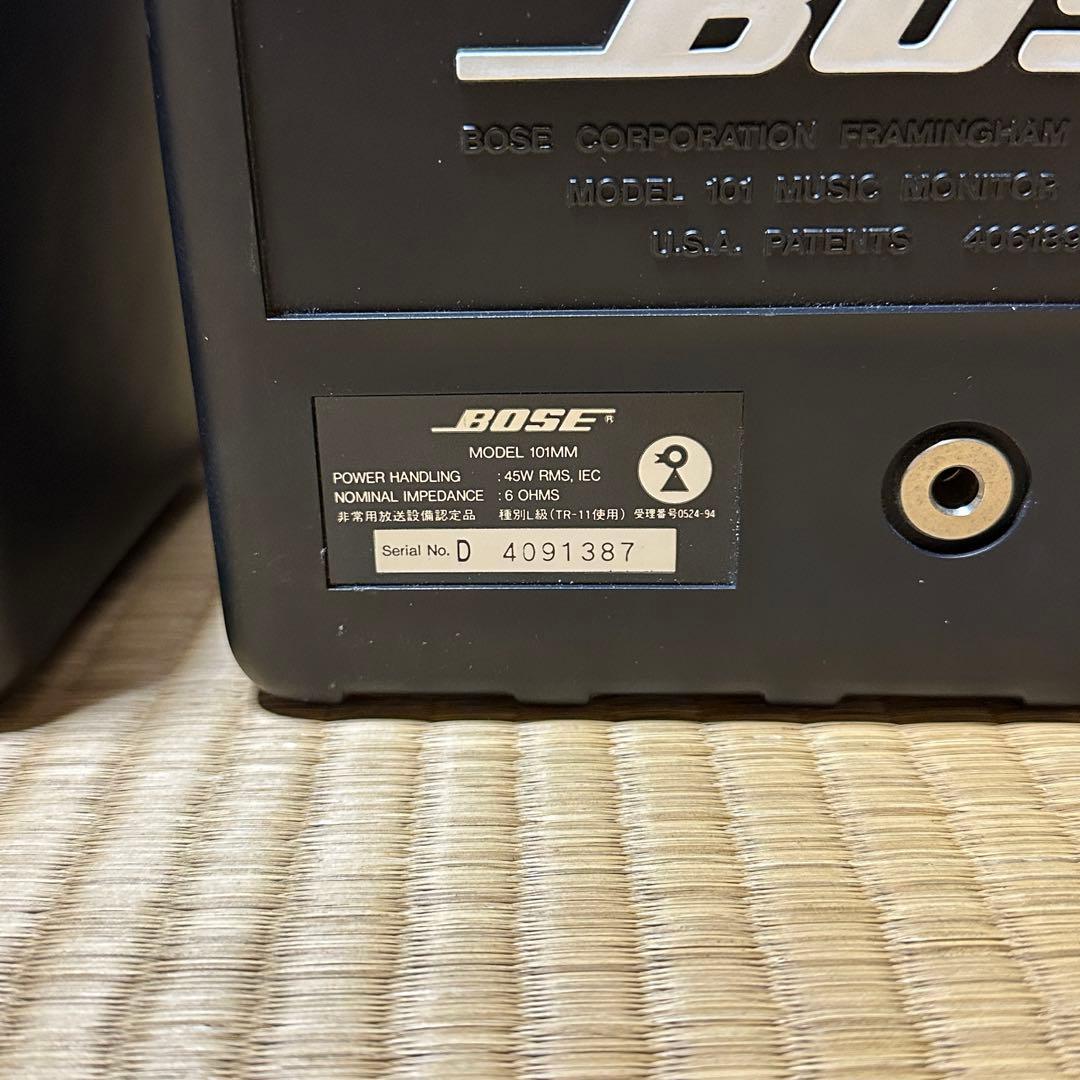 BOSE
BOSE CORPORATION FRAMINGHAM
MODEL 101 MUSIC MONITOR
U.S.A. PATENTS 406189
BOSE®
MODEL 101MM
POWER HANDLING : 45W RMS, IEC
NOMINAL IMPEDANCE : 6 OHMS
非常用放送設備認定品 種別L級(TR-11使用) 受理番号0524-94
Serial No. D 4091387